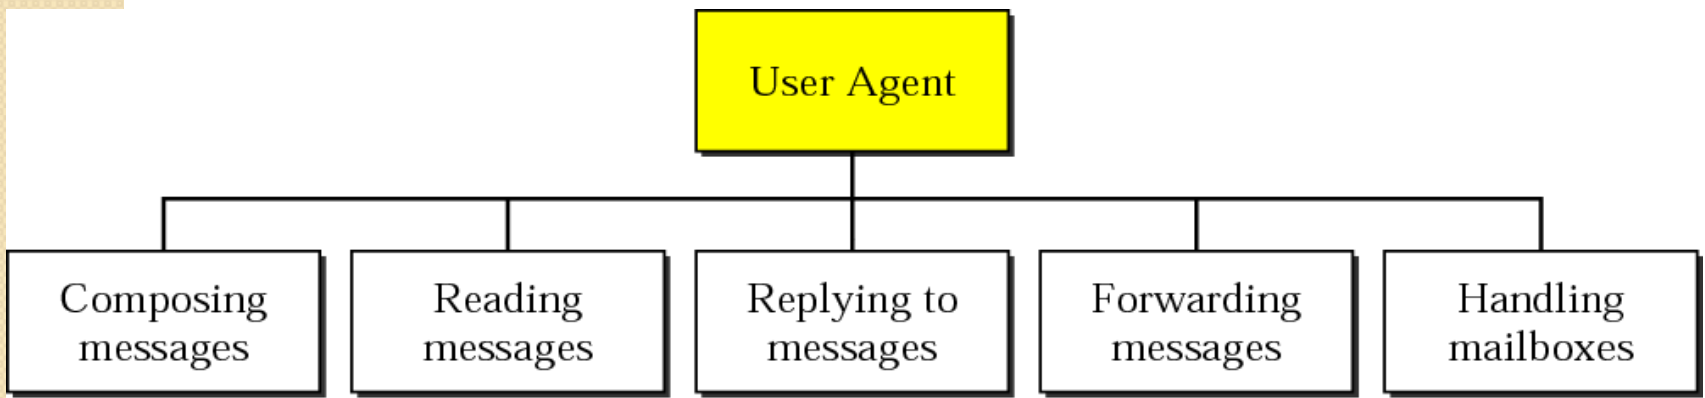 User Agent
Composing
messages
Reading
messages
Replying to
messages
Forwarding
messages
Handling
mailboxes